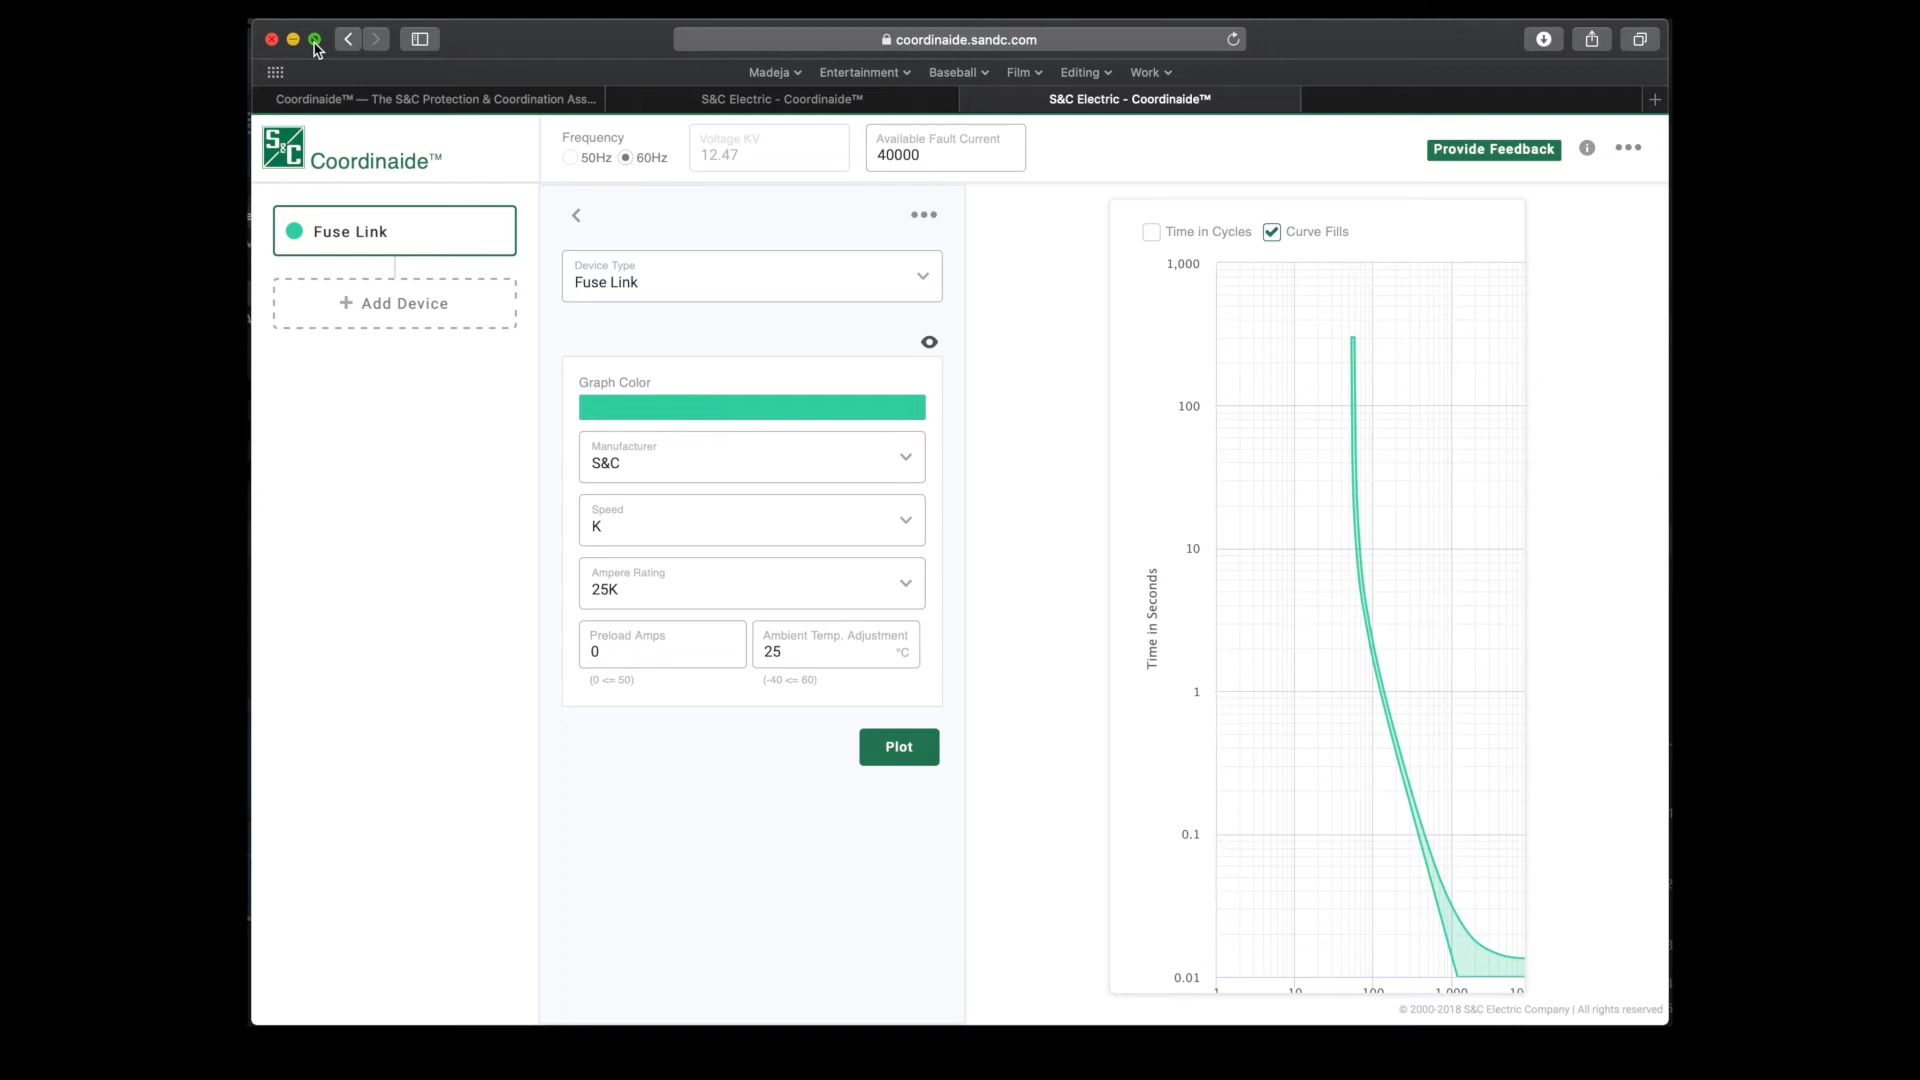 coordinaide.sandc.com
Madeja Entertainment Baseball Film Editing Work
Coordinaide™ — The S&C Protection & Coordination Ass...
S&C Electric - Coordinaide™
S&C Electric - Coordinaide™
S&C Coordinaide™
Frequency
50Hz 60Hz
Voltage KV
12.47
Available Fault Current
40000
Provide Feedback
Fuse Link
+ Add Device
Device Type
Fuse Link
Graph Color
Manufacturer
S&C
Speed
K
Ampere Rating
25K
Preload Amps
0
(0 <= 50)
Ambient Temp. Adjustment
25 °C
(-40 <= 60)
Plot
Time in Cycles Curve Fills
1,000
100
10
1
0.1
0.01
Time in Seconds
1 10 100 1,000 10
© 2000-2018 S&C Electric Company | All rights reserved